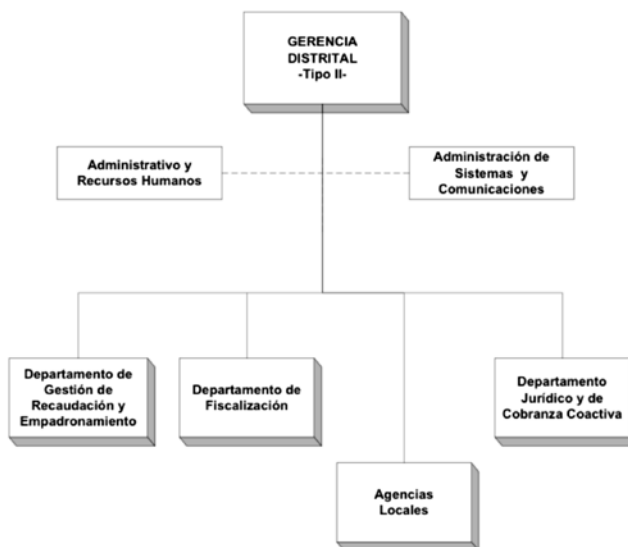 GERENCIA
DISTRITAL
-Tipo II-
Administrativo y
Recursos Humanos
Administración de
Sistemas y
Comunicaciones
Departamento de
Gestión de
Recaudación y
Empadronamiento
Departamento de
Fiscalización
Departamento
Jurídico y de
Cobranza Coactiva
Agencias
Locales